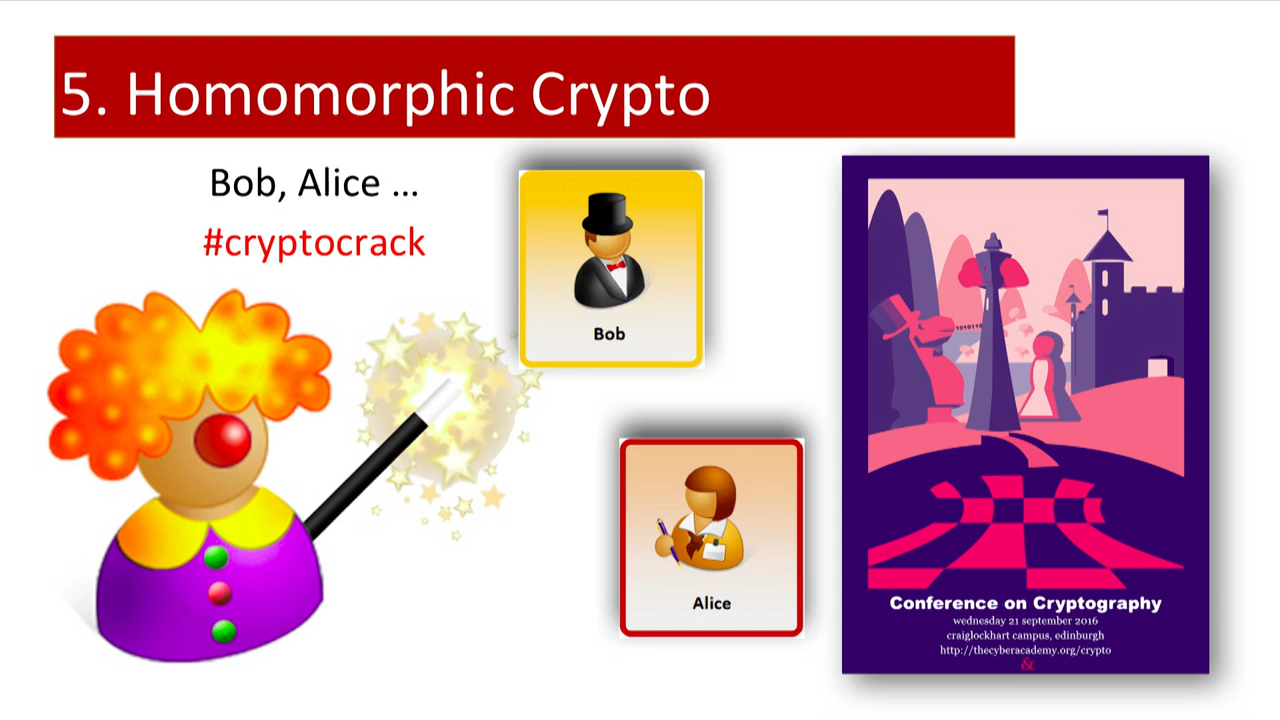 5. Homomorphic Crypto
Bob, Alice ...
#cryptocrack
Bob
Alice
Conference on Cryptography
wednesday 21 september 2016
craiglockhart campus, edinburgh
http://thecyberacademy.org/crypto
&